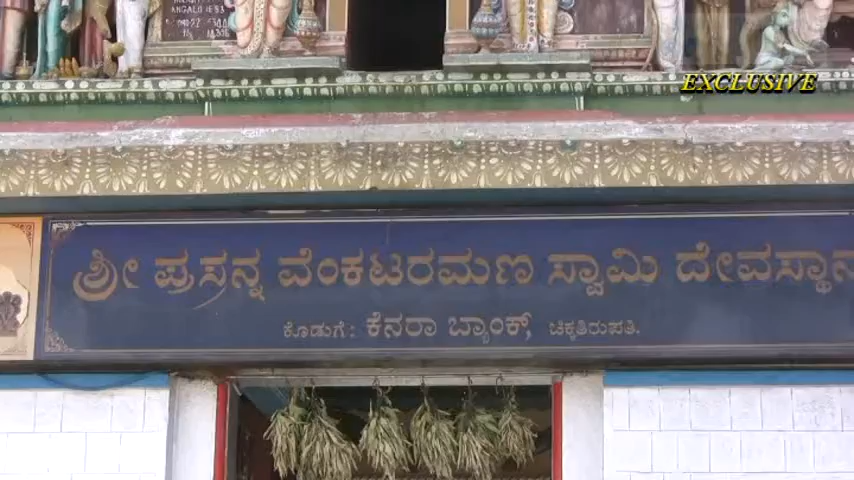 EXCLUSIVE
ಶ್ರೀ ಪ್ರಸನ್ನ ವೆಂಕಟರಮಣ ಸ್ವಾಮಿ ದೇವಸ್ಥಾನ
ಕೊಡುಗೆ: ಕೆನರಾ ಬ್ಯಾಂಕ್, ಚಿಕ್ಕತಿರುಪತಿ.